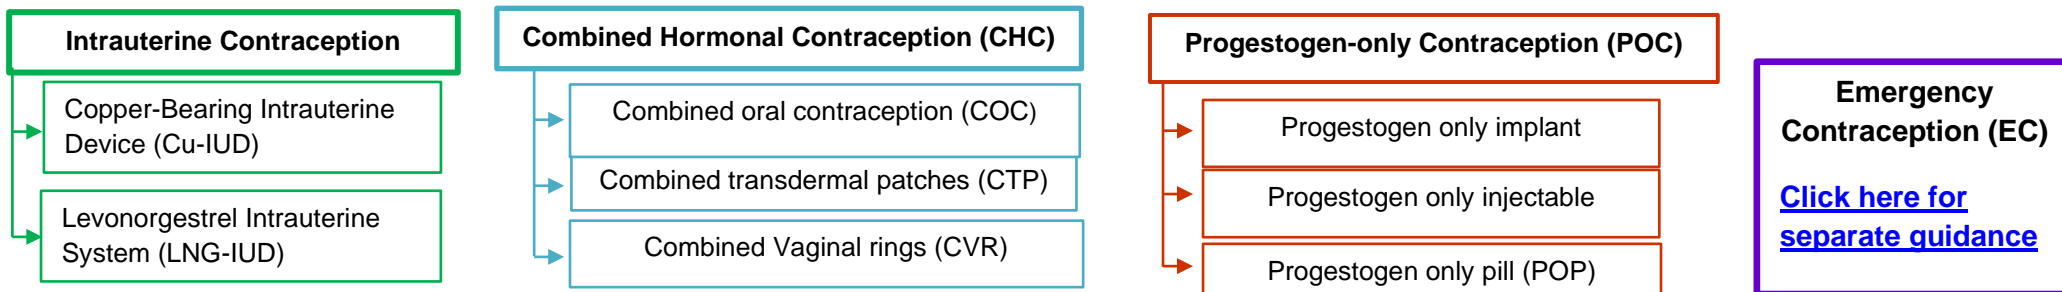 Intrauterine Contraception
Copper-Bearing Intrauterine
Device (Cu-IUD)
Levonorgestrel Intrauterine
System (LNG-IUD)
Combined Hormonal Contraception (CHC)
Combined oral contraception (COC)
Combined transdermal patches (CTP)
Combined Vaginal rings (CVR)
Progestogen-only Contraception (POC)
Progestogen only implant
Progestogen only injectable
Progestogen only pill (POP)
Emergency
Contraception (EC)
Click here for
separate guidance